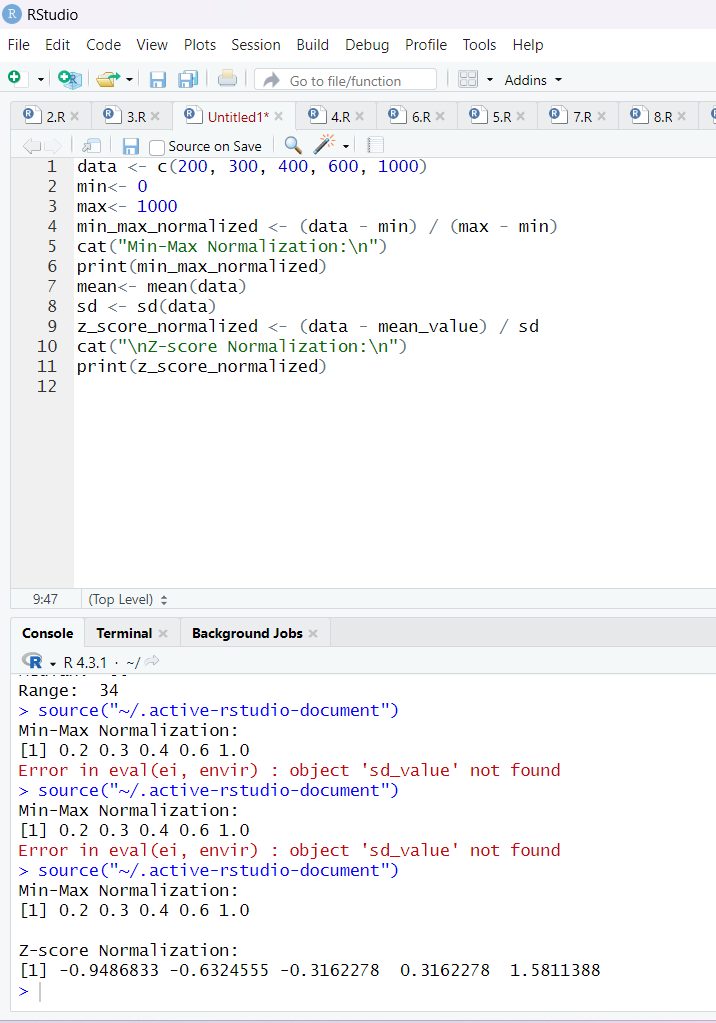 RStudio
File Edit Code View Plots Session Build Debug Profile Tools Help
Go to file/function Addins
2.R 3.R Untitled1* 4.R 6.R 5.R 7.R 8.R
Source on Save
1 data <- c(200, 300, 400, 600, 1000)
2 min<- 0
3 max<- 1000
4 min_max_normalized <- (data - min) / (max - min)
5 cat("Min-Max Normalization:\n")
6 print(min_max_normalized)
7 mean<- mean(data)
8 sd <- sd(data)
9 z_score_normalized <- (data - mean_value) / sd
10 cat("\nZ-score Normalization:\n")
11 print(z_score_normalized)
12
9:47 (Top Level)
Console Terminal Background Jobs
R 4.3.1 · ~/
Range:  34
> source("~/.active-rstudio-document")
Min-Max Normalization:
[1] 0.2 0.3 0.4 0.6 1.0
Error in eval(ei, envir) : object 'sd_value' not found
> source("~/.active-rstudio-document")
Min-Max Normalization:
[1] 0.2 0.3 0.4 0.6 1.0
Error in eval(ei, envir) : object 'sd_value' not found
> source("~/.active-rstudio-document")
Min-Max Normalization:
[1] 0.2 0.3 0.4 0.6 1.0
Z-score Normalization:
[1] -0.9486833 -0.6324555 -0.3162278  0.3162278  1.5811388
>